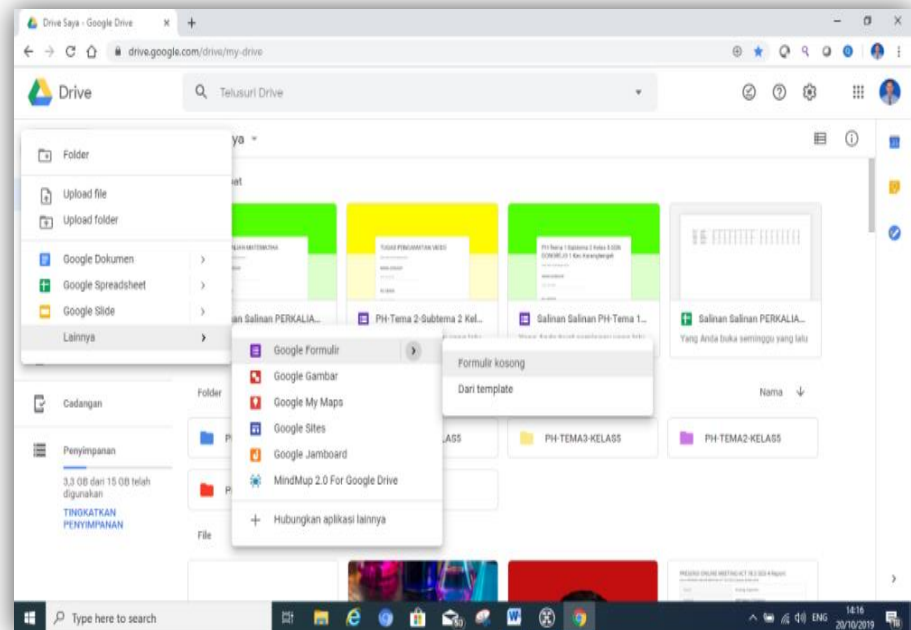 Drive Saya - Google Drive
drive.google.com/drive/my-drive
Drive
Telusuri Drive
Folder
Upload file
Upload folder
Google Dokumen
Google Spreadsheet
Google Slide
Lainnya
Google Formulir
Google Gambar
Google My Maps
Google Sites
Google Jamboard
MindMup 2.0 For Google Drive
Hubungkan aplikasi lainnya
Formulir kosong
Dari template
PH-Tema 2-Subtema 2 Kel...
Salinan Salinan PH-Tema 1...
Salinan Salinan PERKALIA...
Yang Anda buka seminggu yang lalu
Cadangan
Penyimpanan
3,3 GB dari 15 GB telah
digunakan
TINGKATKAN
PENYIMPANAN
Folder
Nama
PH-TEMA3-KELAS5
PH-TEMA2-KELAS5
File
Type here to search
ENG
14:16
20/10/2019